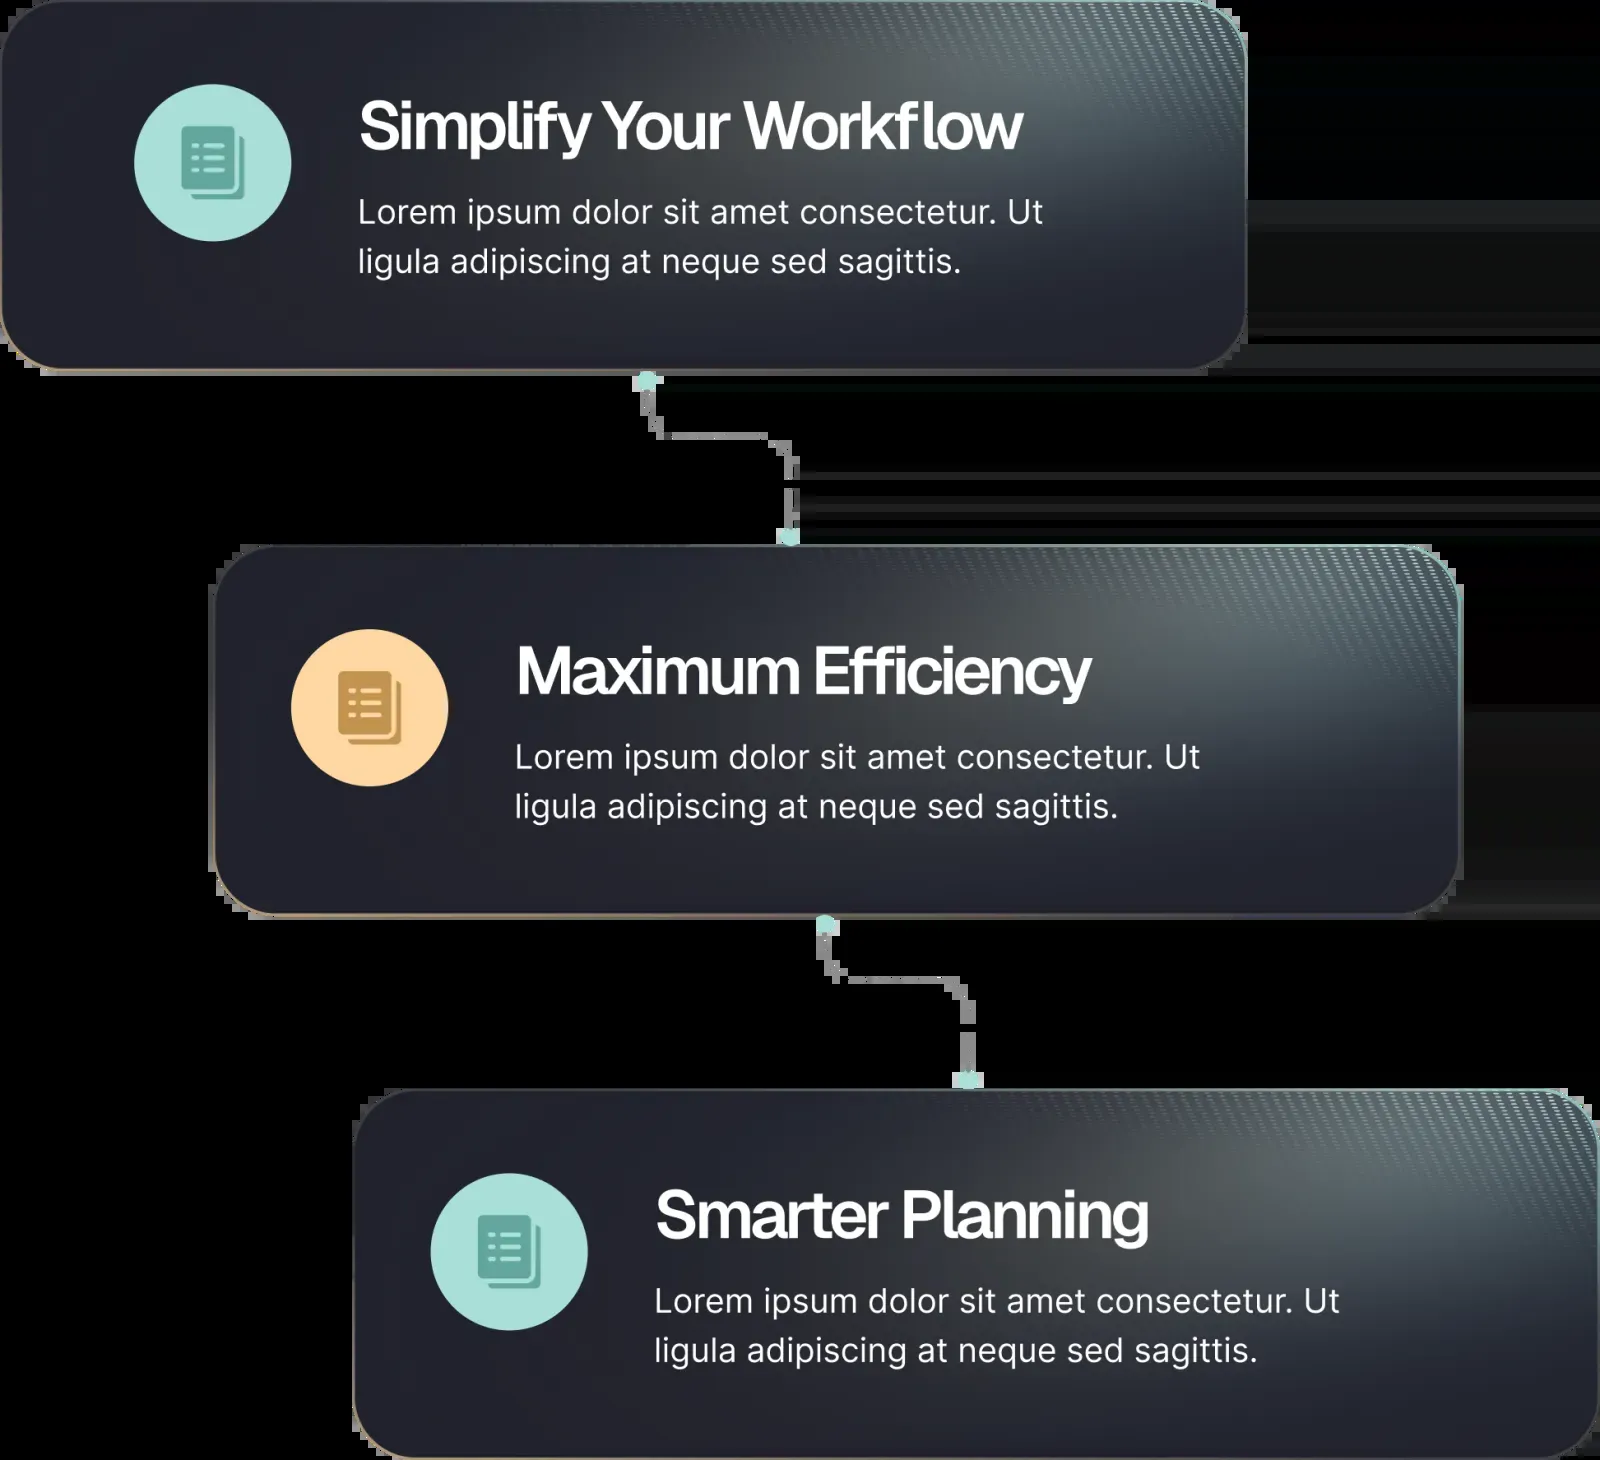 Simplify Your Workflow
Lorem ipsum dolor sit amet consectetur. Ut
ligula adipiscing at neque sed sagittis.
Maximum Efficiency
Lorem ipsum dolor sit amet consectetur. Ut
ligula adipiscing at neque sed sagittis.
Smarter Planning
Lorem ipsum dolor sit amet consectetur. Ut
ligula adipiscing at neque sed sagittis.